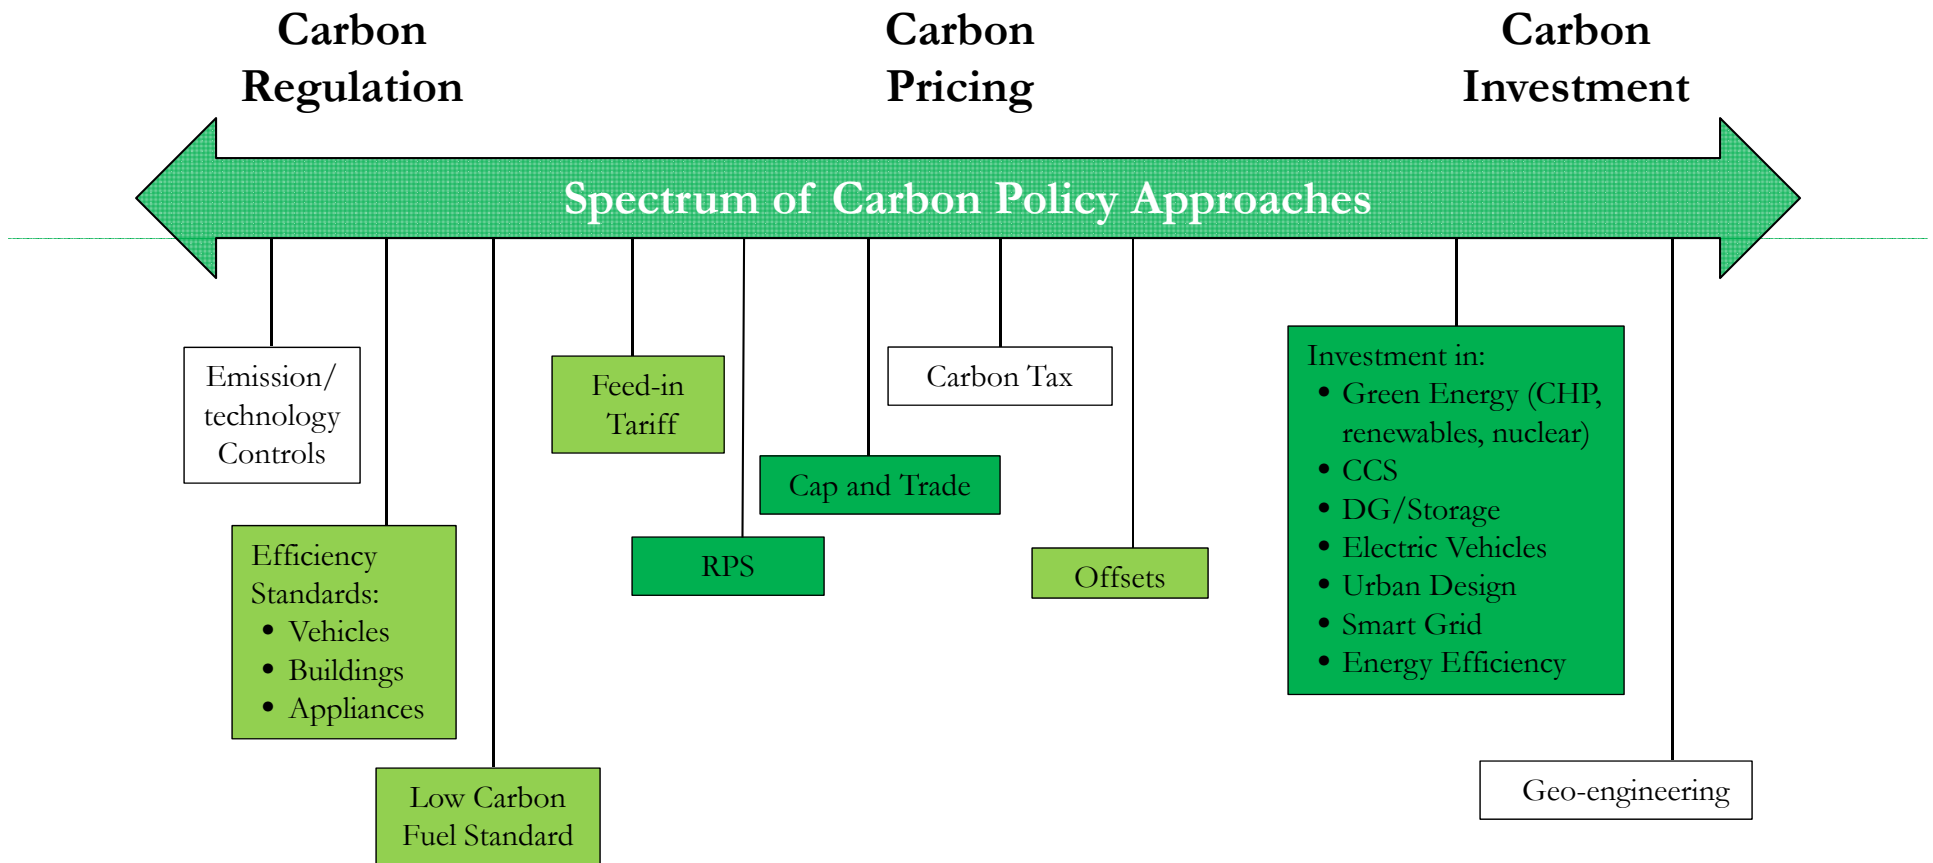 Carbon
Regulation
Carbon
Pricing
Carbon
Investment
Spectrum of Carbon Policy Approaches
Emission/
technology
Controls
Efficiency
Standards:
• Vehicles
• Buildings
• Appliances
Low Carbon
Fuel Standard
Feed-in
Tariff
RPS
Cap and Trade
Carbon Tax
Offsets
Investment in:
• Green Energy (CHP,
renewables, nuclear)
• CCS
• DG/Storage
• Electric Vehicles
• Urban Design
• Smart Grid
• Energy Efficiency
Geo-engineering